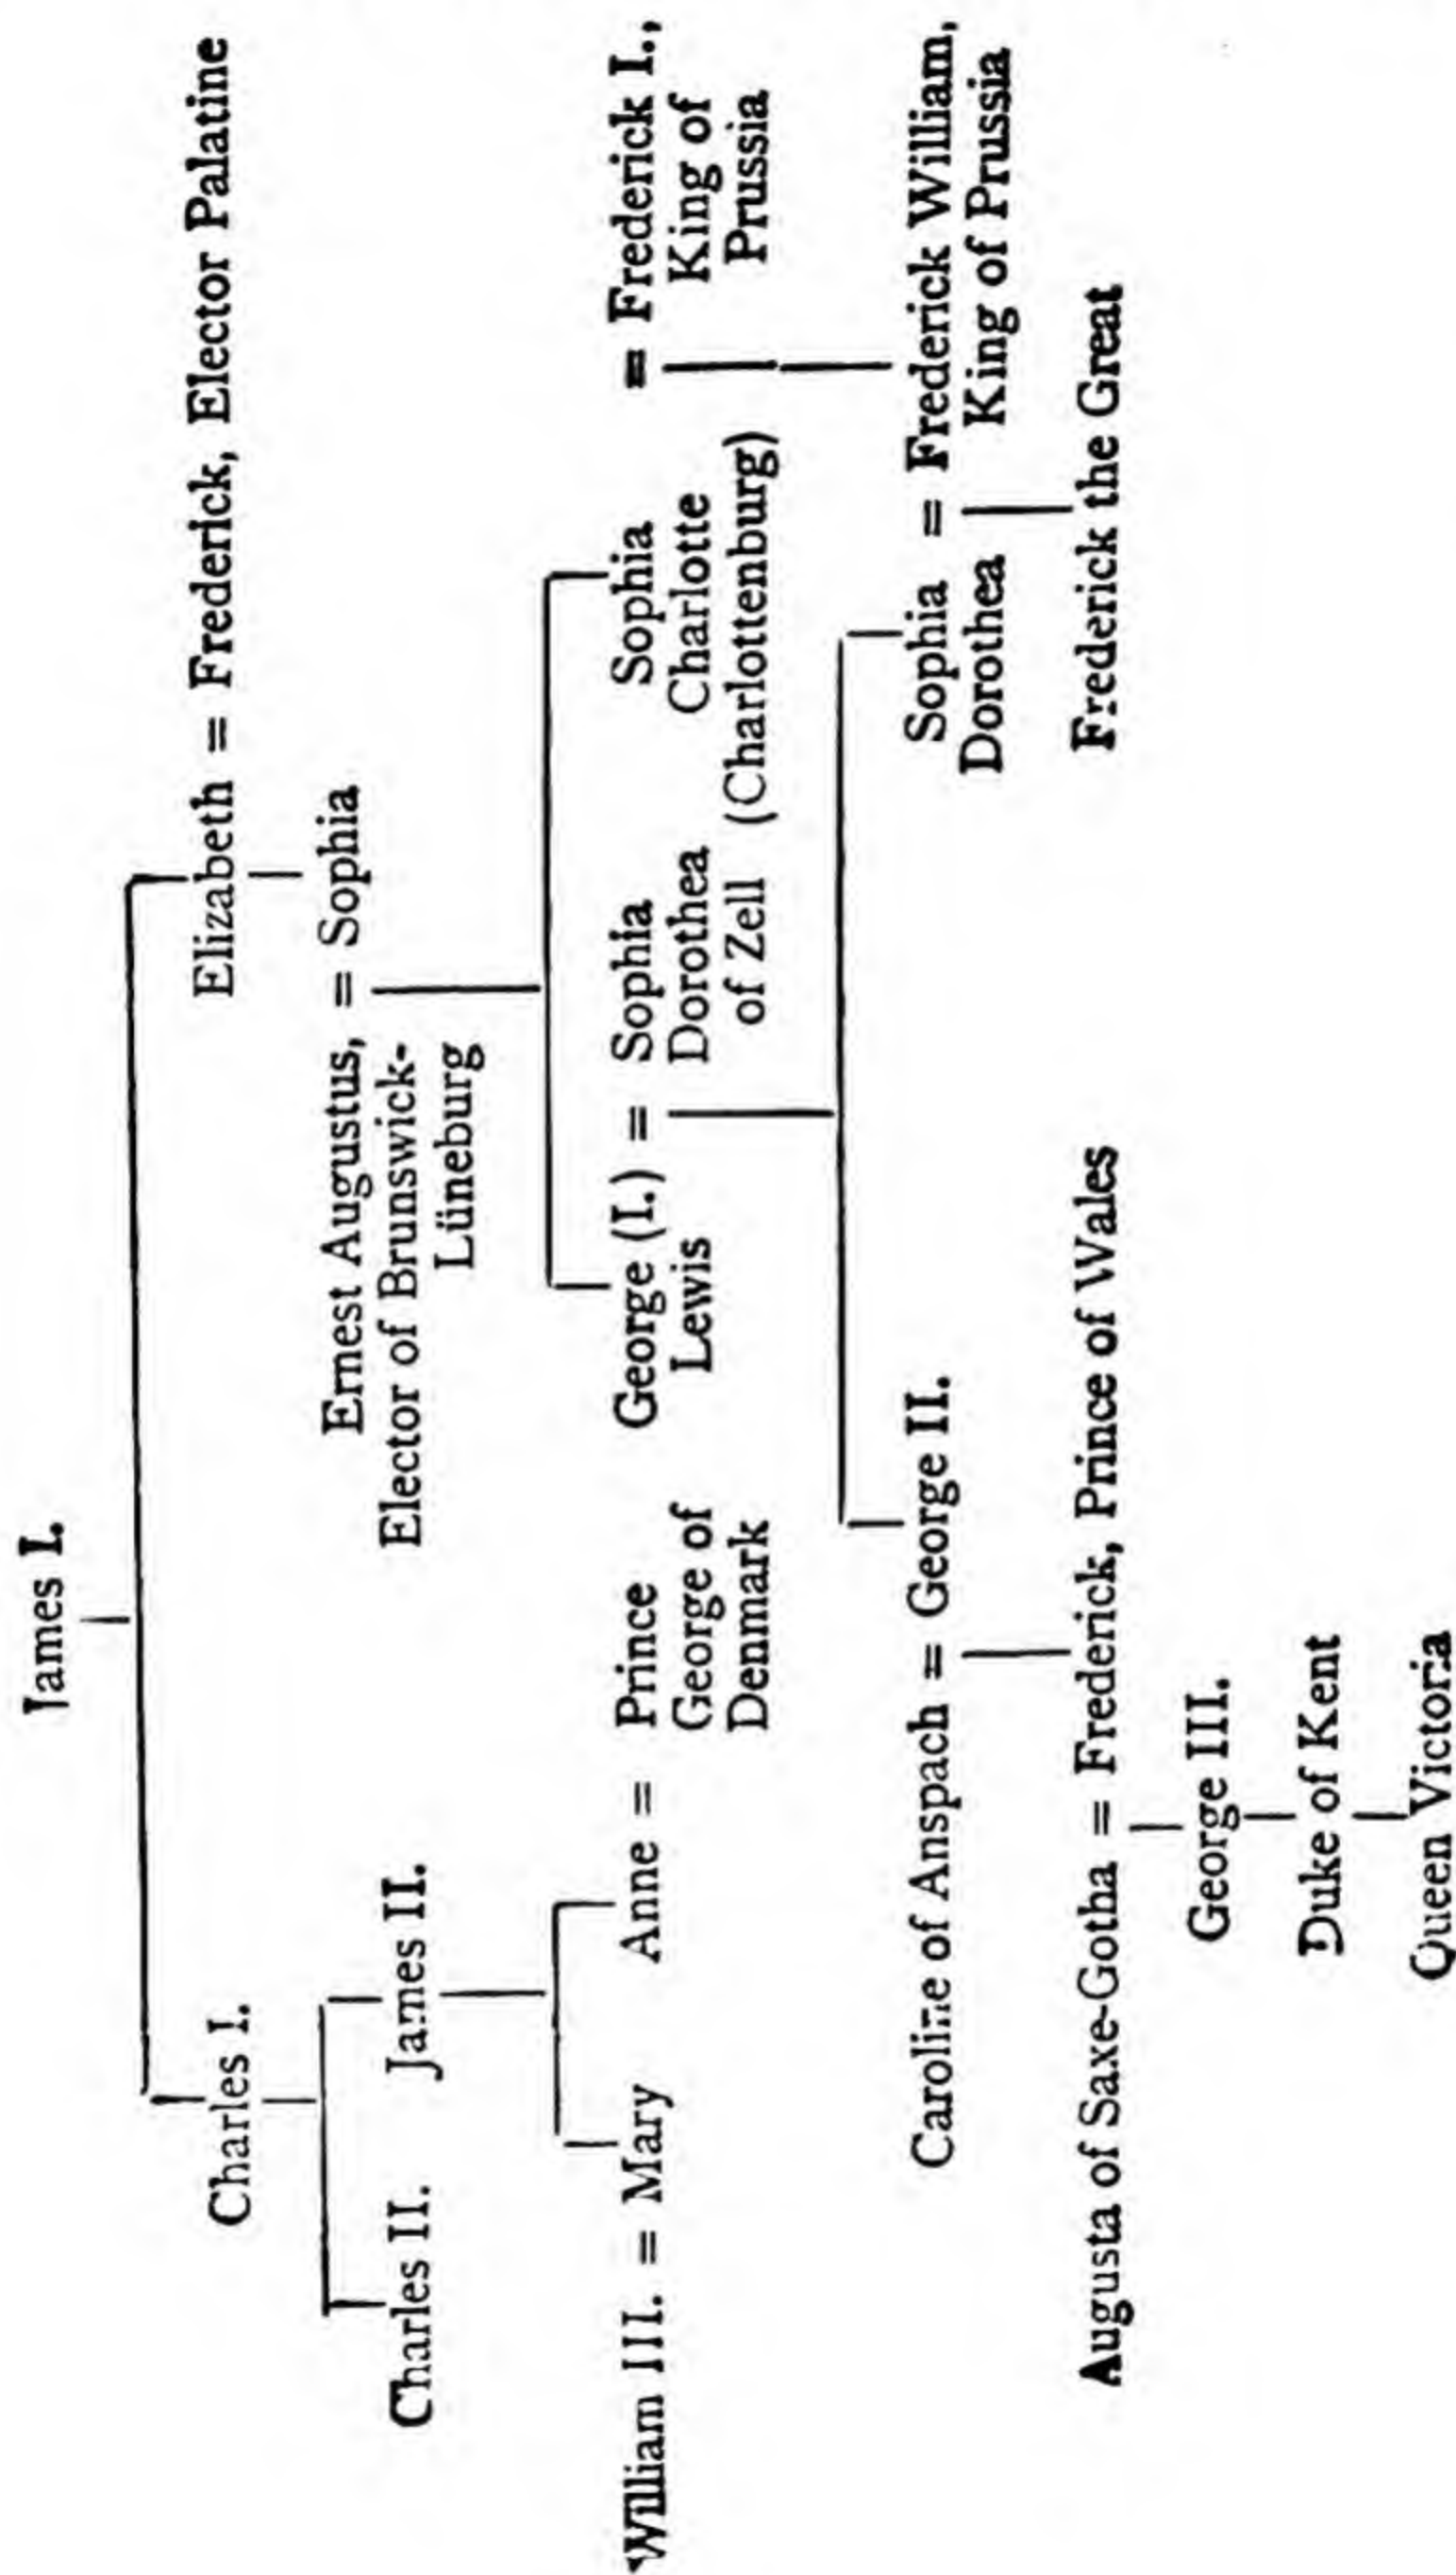 James I.
Charles I.
Elizabeth = Frederick, Elector Palatine
Ernest Augustus, = Sophia
Elector of Brunswick-
Lüneburg
Charles II.
James II.
William III. = Mary
Anne = Prince
George of
Denmark
George (I.) = Sophia
Lewis
Dorothea
of Zell
Sophia
Charlotte
(Charlottenburg)
= Frederick I.,
King of
Prussia
Caroline of Anspach = George II.
Sophia = Frederick William,
Dorothea
King of Prussia
Augusta of Saxe-Gotha = Frederick, Prince of Wales
Frederick the Great
George III.
Duke of Kent
Queen Victoria